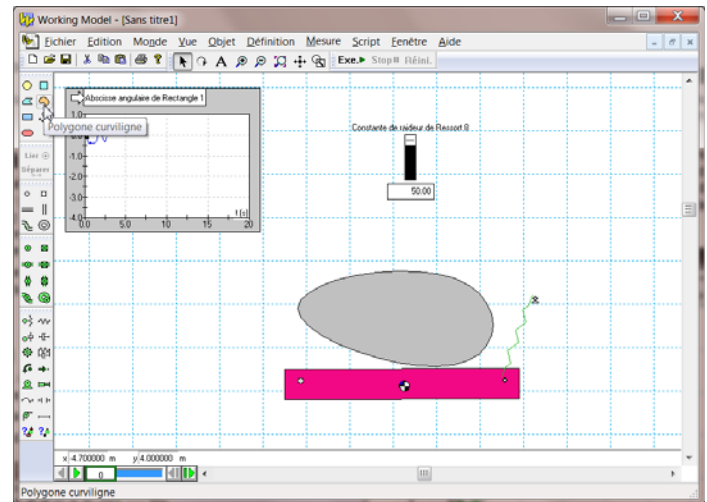 Working Model - [Sans titre1]
Fichier Edition Monde Vue Objet Définition Mesure Script Fenêtre Aide
Exe. Stop Réini.
Abscisse angulaire de Rectangle 1
Polygone curviligne
Lier
Séparer
1.0
0.0
-1.0
-2.0
-3.0
-4.0
0.0 5.0 10 15 20
t [s]
Constante de raideur de Ressort 8
50.00
x 4.700000 m y 4.000000 m
0
Polygone curviligne